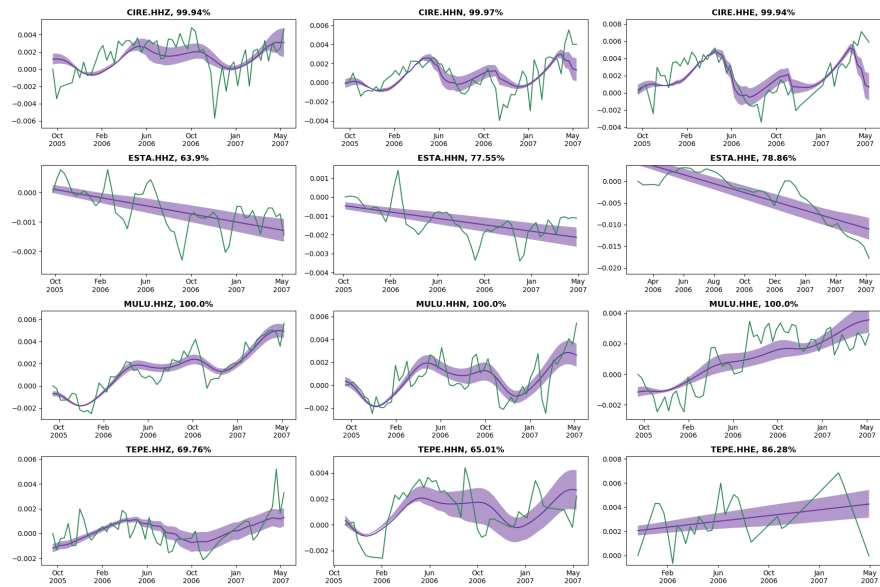 CIRE.HHZ, 99.94%
0.004
0.002
0.000
−0.002
−0.004
−0.006
Oct
2005
Feb
2006
Jun
2006
Oct
2006
Jan
2007
May
2007
CIRE.HHN, 99.97%
0.006
0.004
0.002
0.000
−0.002
−0.004
Oct
2005
Feb
2006
Jun
2006
Oct
2006
Jan
2007
May
2007
CIRE.HHE, 99.94%
0.008
0.006
0.004
0.002
0.000
−0.002
−0.004
Oct
2005
Feb
2006
Jun
2006
Oct
2006
Jan
2007
May
2007
ESTA.HHZ, 63.9%
0.000
−0.001
−0.002
Oct
2005
Feb
2006
Jun
2006
Oct
2006
Jan
2007
May
2007
ESTA.HHN, 77.55%
0.001
0.000
−0.001
−0.002
−0.003
−0.004
Oct
2005
Feb
2006
Jun
2006
Oct
2006
Jan
2007
May
2007
ESTA.HHE, 78.86%
0.000
−0.005
−0.010
−0.015
−0.020
Apr
2006
Jun
2006
Aug
2006
Oct
2006
Dec
2006
Mar
2007
May
2007
MULU.HHZ, 100.0%
0.006
0.004
0.002
0.000
−0.002
Oct
2005
Feb
2006
Jun
2006
Oct
2006
Jan
2007
May
2007
MULU.HHN, 100.0%
0.006
0.004
0.002
0.000
−0.002
Oct
2005
Feb
2006
Jun
2006
Oct
2006
Jan
2007
May
2007
MULU.HHE, 100.0%
0.004
0.002
0.000
−0.002
Oct
2005
Feb
2006
Jun
2006
Oct
2006
Jan
2007
May
2007
TEPE.HHZ, 69.76%
0.006
0.004
0.002
0.000
−0.002
Oct
2005
Feb
2006
Jun
2006
Oct
2006
Jan
2007
May
2007
TEPE.HHN, 65.01%
0.004
0.002
0.000
−0.002
Oct
2005
Feb
2006
Jun
2006
Oct
2006
Jan
2007
May
2007
TEPE.HHE, 86.28%
0.008
0.006
0.004
0.002
0.000
Feb
2006
Jun
2006
Oct
2006
Jan
2007
May
2007